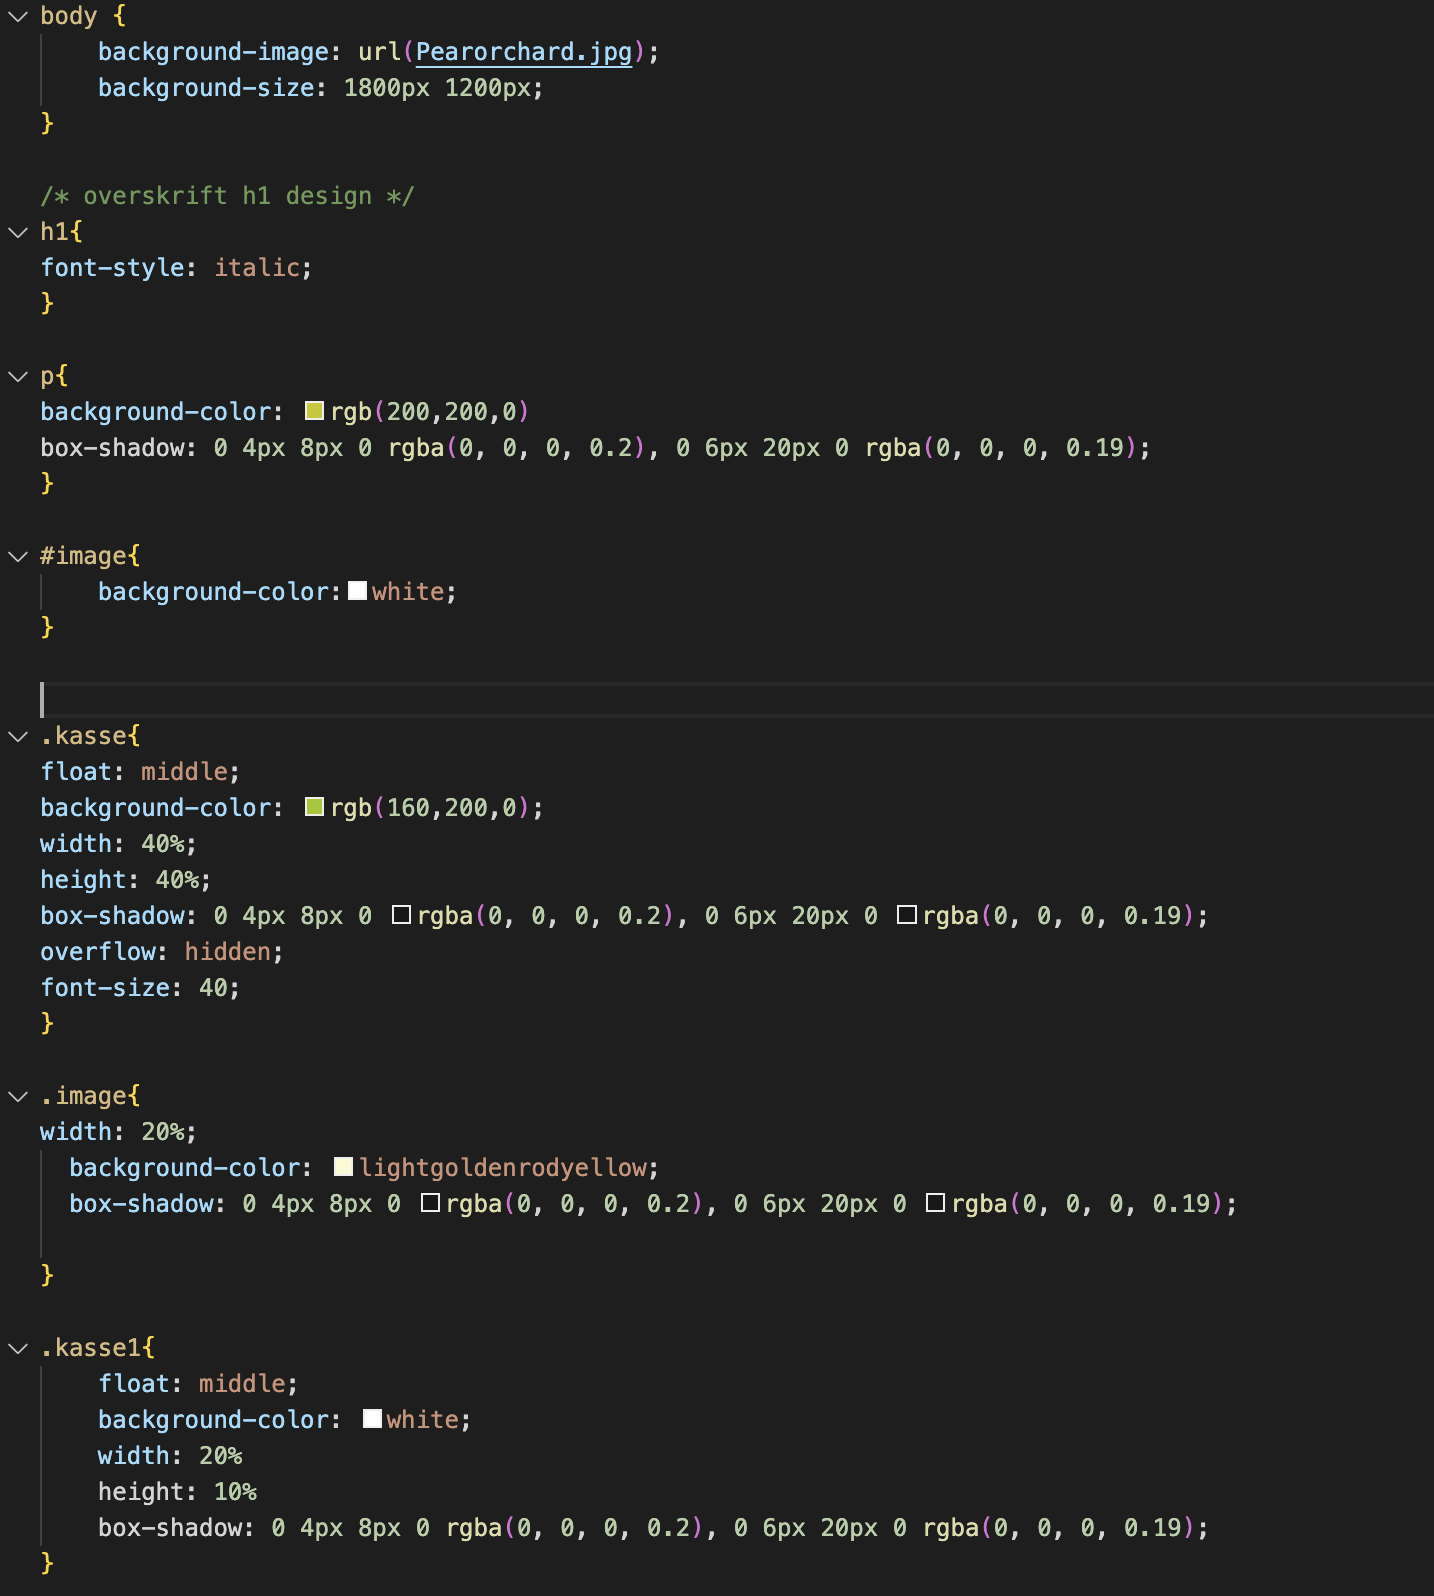 body {
    background-image: url(Pearorchard.jpg);
    background-size: 1800px 1200px;
}
/* overskrift h1 design */
h1{
font-style: italic;
}
p{
background-color: rgb(200,200,0)
box-shadow: 0 4px 8px 0 rgba(0, 0, 0, 0.2), 0 6px 20px 0 rgba(0, 0, 0, 0.19);
}
#image{
    background-color:white;
}
.kasse{
float: middle;
background-color: rgb(160,200,0);
width: 40%;
height: 40%;
box-shadow: 0 4px 8px 0 rgba(0, 0, 0, 0.2), 0 6px 20px 0 rgba(0, 0, 0, 0.19);
overflow: hidden;
font-size: 40;
}
.image{
width: 20%;
  background-color: lightgoldenrodyellow;
  box-shadow: 0 4px 8px 0 rgba(0, 0, 0, 0.2), 0 6px 20px 0 rgba(0, 0, 0, 0.19);
}
.kasse1{
    float: middle;
    background-color: white;
    width: 20%
    height: 10%
    box-shadow: 0 4px 8px 0 rgba(0, 0, 0, 0.2), 0 6px 20px 0 rgba(0, 0, 0, 0.19);
}